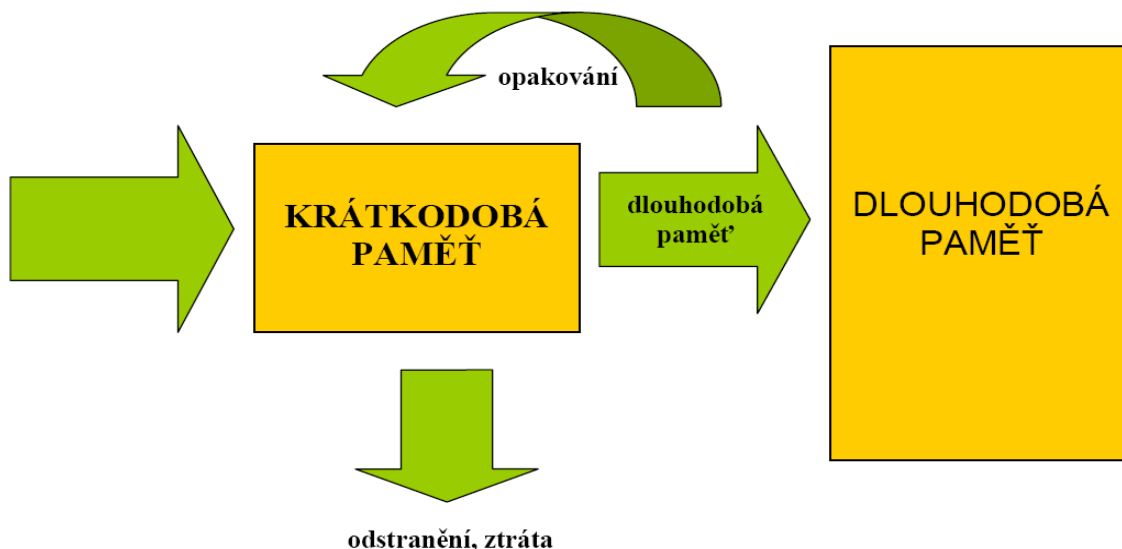 opakování
KRÁTKODOBÁ
PAMĚŤ
dlouhodobá
paměť
DLOUHODOBÁ
PAMĚŤ
odstranění, ztráta